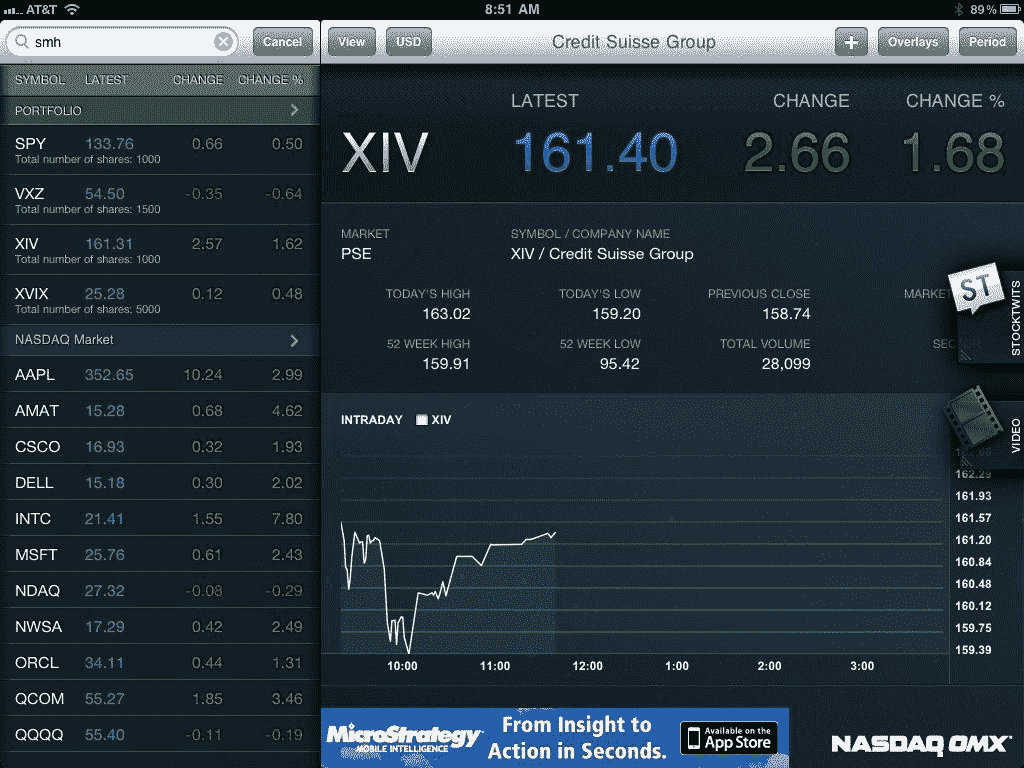 AT&T 8:51 AM 89%
smh Cancel View USD Credit Suisse Group + Overlays Period
SYMBOL LATEST CHANGE CHANGE %
PORTFOLIO
SPY 133.76 0.66 0.50
Total number of shares: 1000
VXZ 54.50 -0.35 -0.64
Total number of shares: 1500
XIV 161.31 2.57 1.62
Total number of shares: 1000
XVIX 25.28 0.12 0.48
Total number of shares: 5000
NASDAQ Market
AAPL 352.65 10.24 2.99
AMAT 15.28 0.68 4.62
CSCO 16.93 0.32 1.93
DELL 15.18 0.30 2.02
INTC 21.41 1.55 7.80
MSFT 25.76 0.61 2.43
NDAQ 27.32 -0.08 -0.29
NWSA 17.29 0.42 2.49
ORCL 34.11 0.44 1.31
QCOM 55.27 1.85 3.46
QQQQ 55.40 -0.11 -0.19
LATEST CHANGE CHANGE %
XIV 161.40 2.66 1.68
MARKET SYMBOL / COMPANY NAME
PSE XIV / Credit Suisse Group
TODAY'S HIGH TODAY'S LOW PREVIOUS CLOSE MARKET
163.02 159.20 158.74
52 WEEK HIGH 52 WEEK LOW TOTAL VOLUME
159.91 95.42 28,099
ST STOCKTWITS
VIDEO
INTRADAY XIV
162.29
161.93
161.57
161.20
160.84
160.48
160.12
159.75
159.39
10:00 11:00 12:00 1:00 2:00 3:00
MicroStrategy
MOBILE INTELLIGENCE
From Insight to
Action in Seconds.
Available on the
App Store
NASDAQ OMX